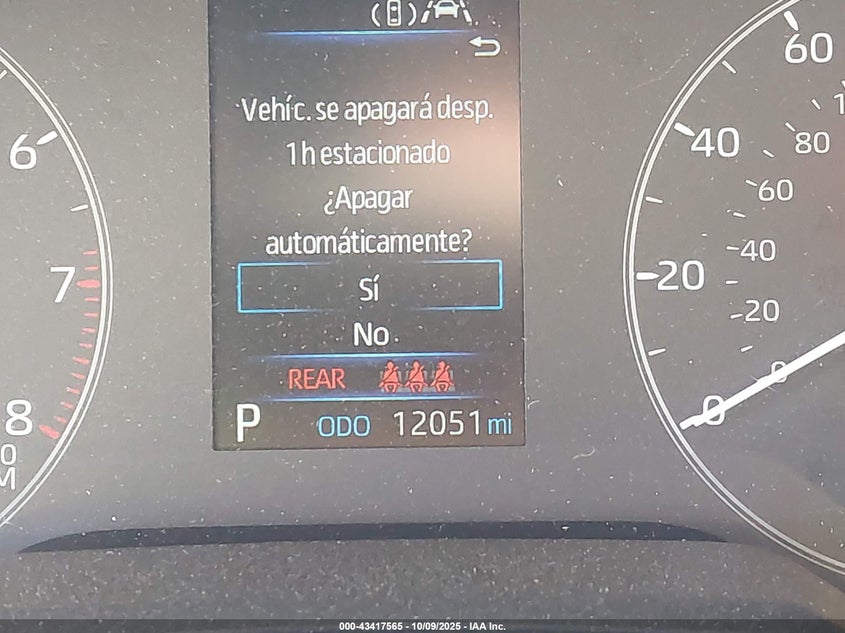 Vehíc. se apagará desp.
1 h estacionado
¿Apagar
automáticamente?
Sí
No
REAR
P ODO 12051 mi
6
7
8
60
40
20
0
80
60
40
20
0
000-43417565 - 10/09/2025 - IAA Inc.